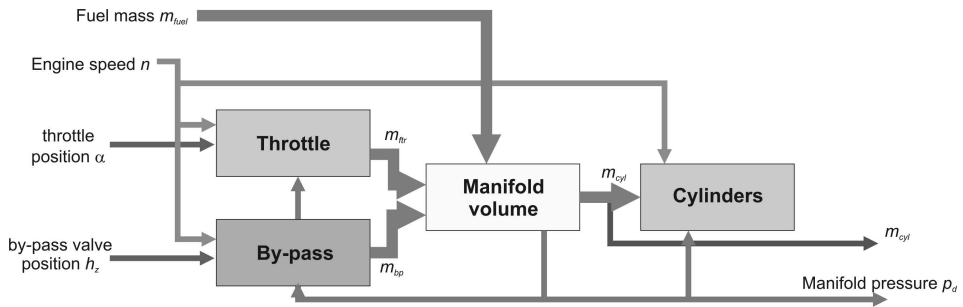 Fuel mass m_fuel
Engine speed n
throttle
position α
Throttle
m_ftr
m_cyl
Manifold
volume
Cylinders
by-pass valve
position h_z
By-pass
m_bp
m_cyl
Manifold pressure p_d